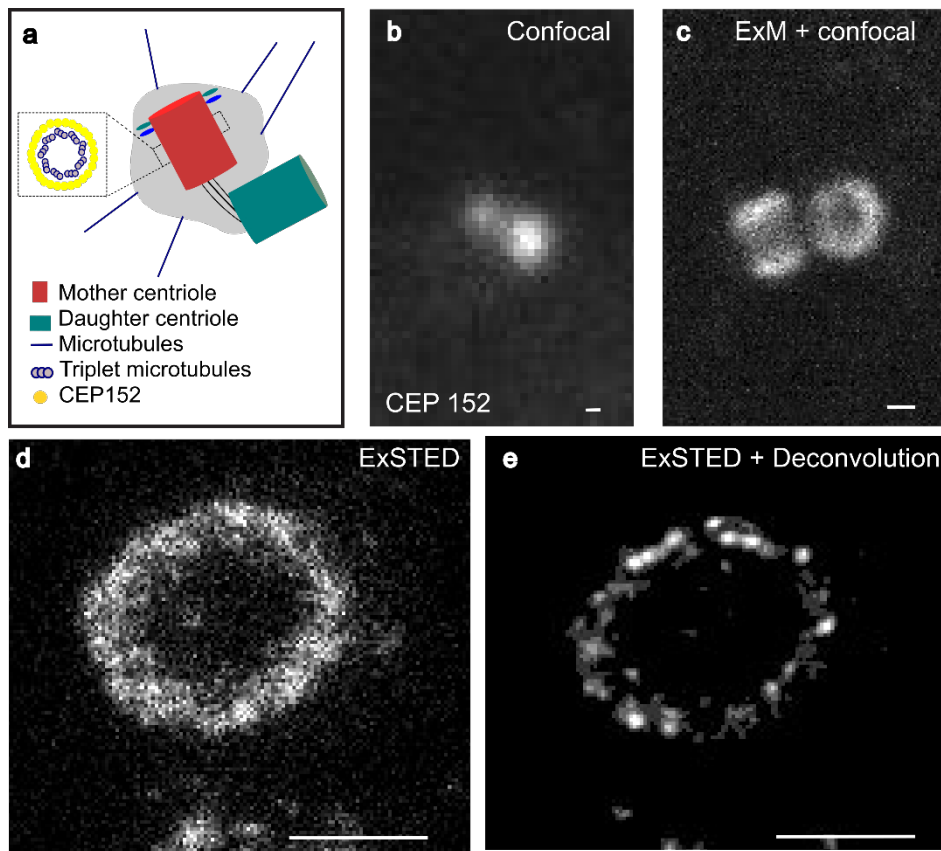 a
Mother centriole
Daughter centriole
Microtubules
Triplet microtubules
CEP152
b
Confocal
CEP 152
c
ExM + confocal
d
ExSTED
e
ExSTED + Deconvolution